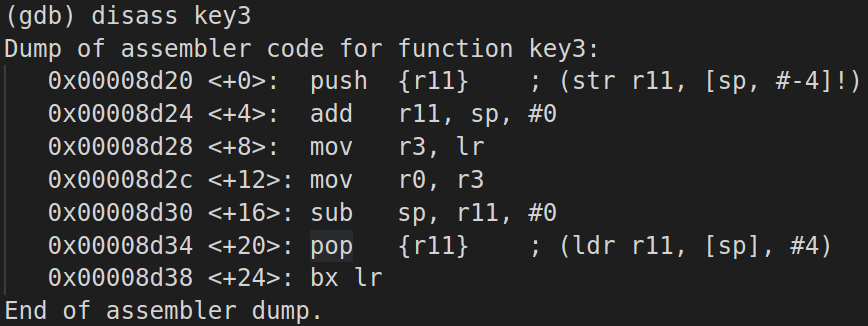 (gdb) disass key3
Dump of assembler code for function key3:
   0x00008d20 <+0>:  push  {r11}    ; (str r11, [sp, #-4]!)
   0x00008d24 <+4>:  add   r11, sp, #0
   0x00008d28 <+8>:  mov   r3, lr
   0x00008d2c <+12>: mov   r0, r3
   0x00008d30 <+16>: sub   sp, r11, #0
   0x00008d34 <+20>: pop   {r11}    ; (ldr r11, [sp], #4)
   0x00008d38 <+24>: bx lr
End of assembler dump.